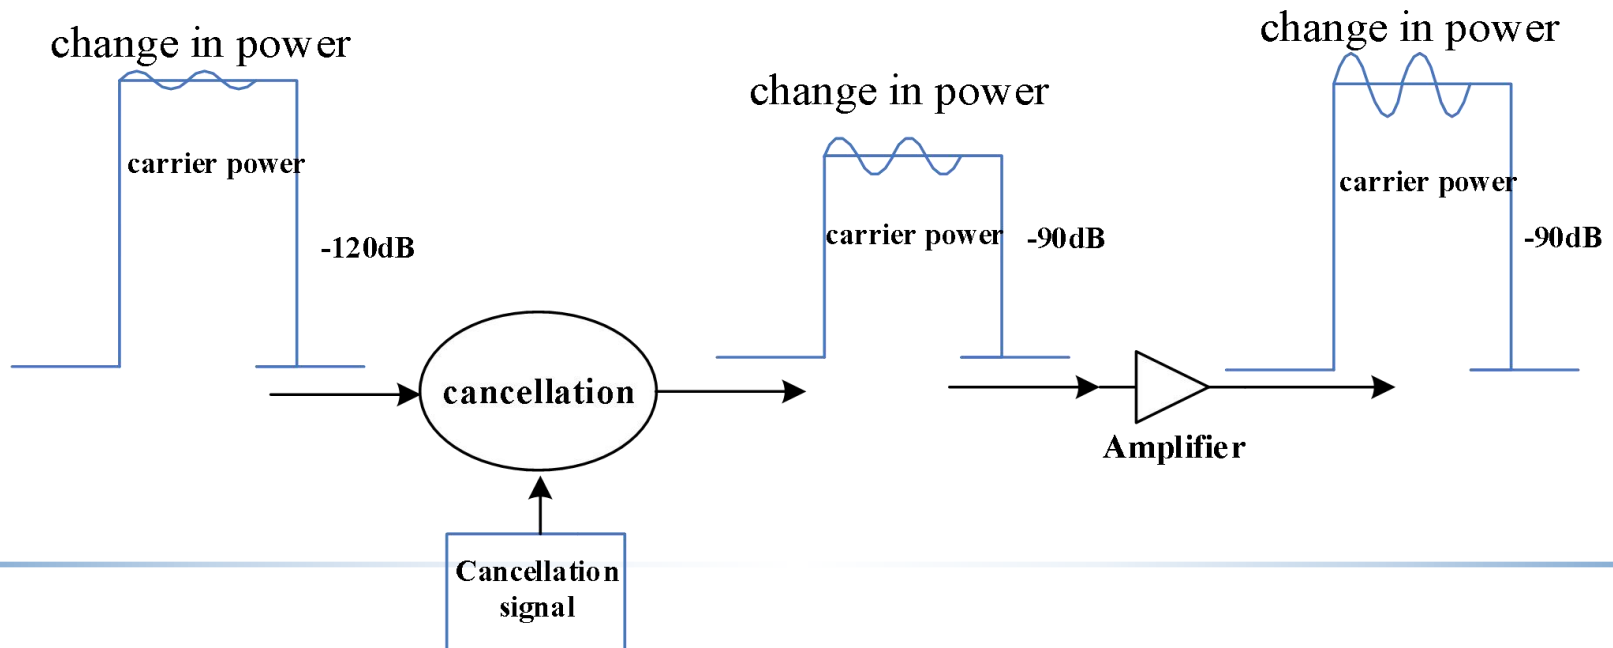 change in power
carrier power
-120dB
cancellation
Cancellation
signal
change in power
carrier power
-90dB
Amplifier
change in power
carrier power
-90dB